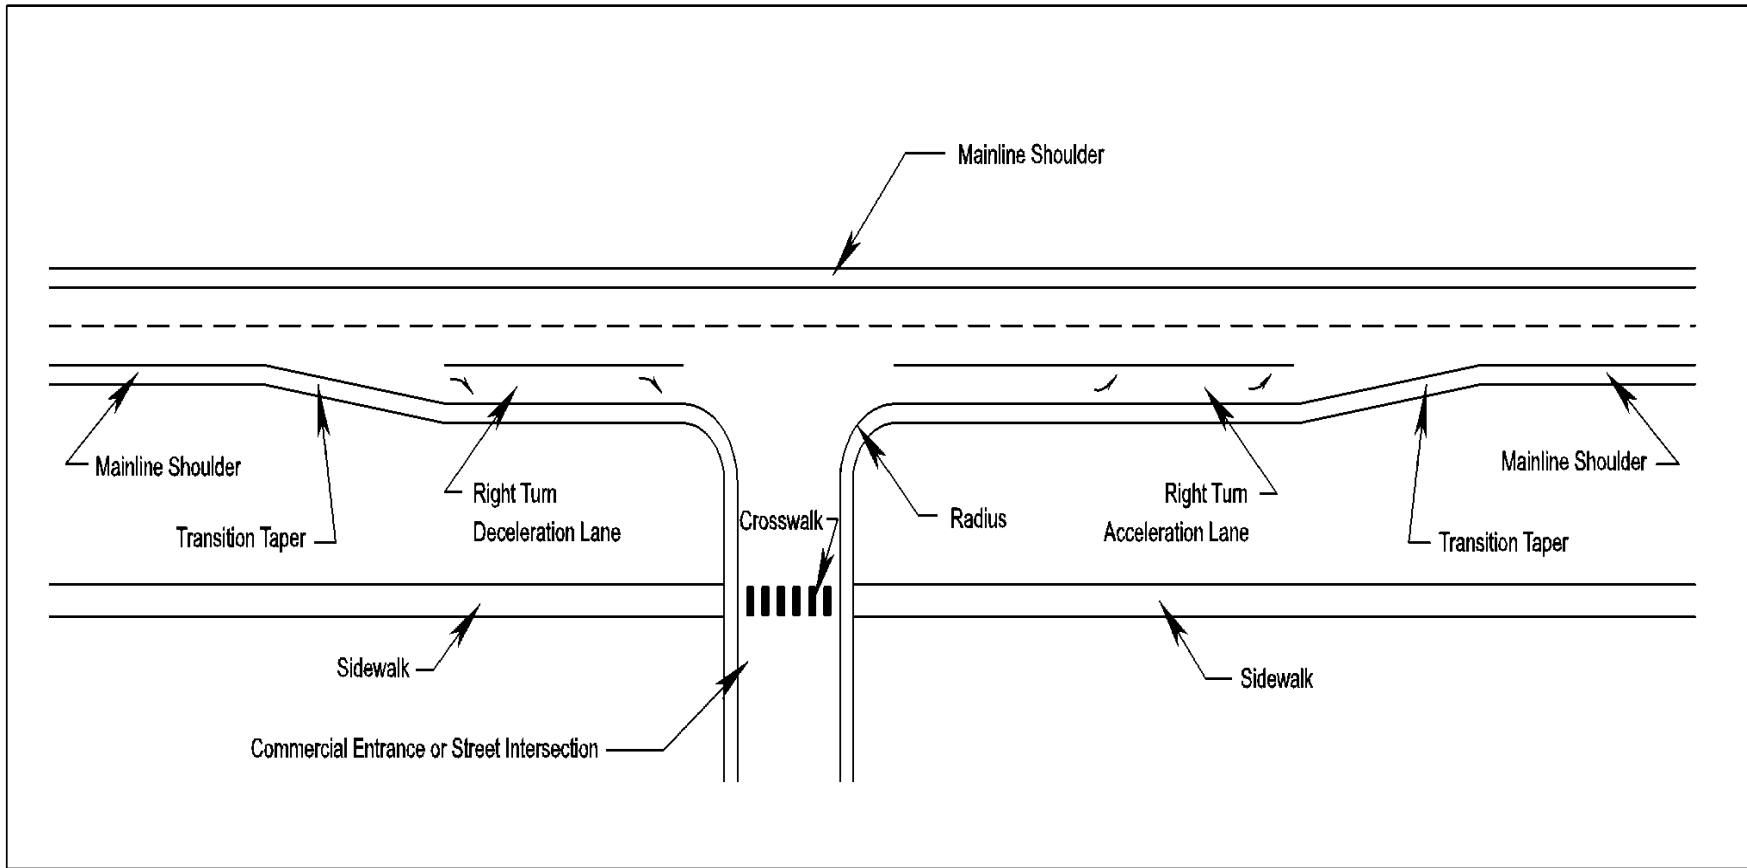 Mainline Shoulder
Mainline Shoulder
Mainline Shoulder
Right Turn
Deceleration Lane
Right Turn
Acceleration Lane
Crosswalk
Radius
Transition Taper
Transition Taper
Sidewalk
Sidewalk
Commercial Entrance or Street Intersection